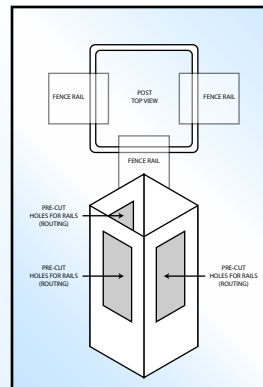 FENCE RAIL
POST
TOP VIEW
FENCE RAIL
FENCE RAIL
PRE-CUT
HOLES FOR RAILS
(ROUTING)
PRE-CUT
HOLES FOR RAILS
(ROUTING)
PRE-CUT
HOLES FOR RAILS
(ROUTING)